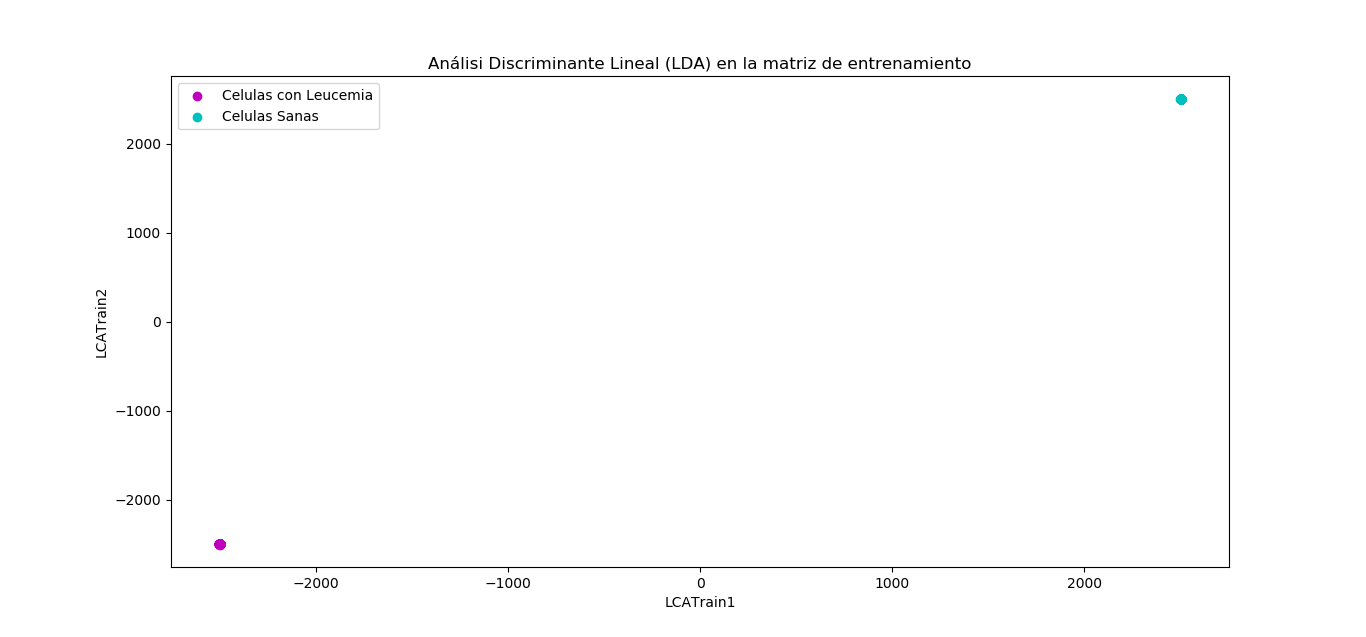 Análisi Discriminante Lineal (LDA) en la matriz de entrenamiento
Celulas con Leucemia
Celulas Sanas
2000
1000
0
−1000
−2000
LCATrain2
−2000
−1000
0
1000
2000
LCATrain1